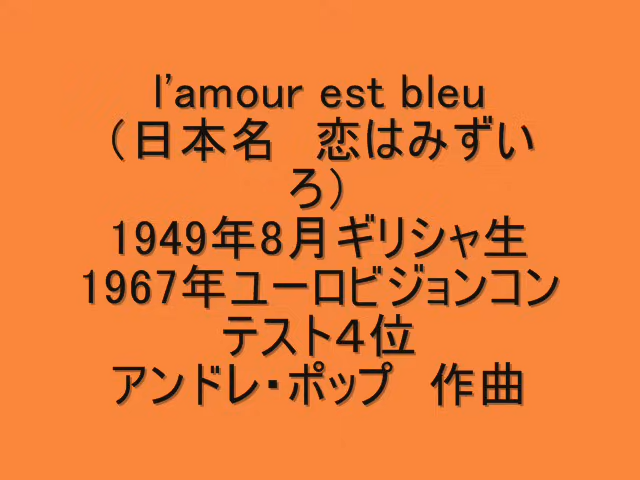 l'amour est bleu
（日本名　恋はみずい
ろ）
1949年8月ギリシャ生
1967年ユーロビジョンコン
テスト４位
アンドレ・ポップ　作曲